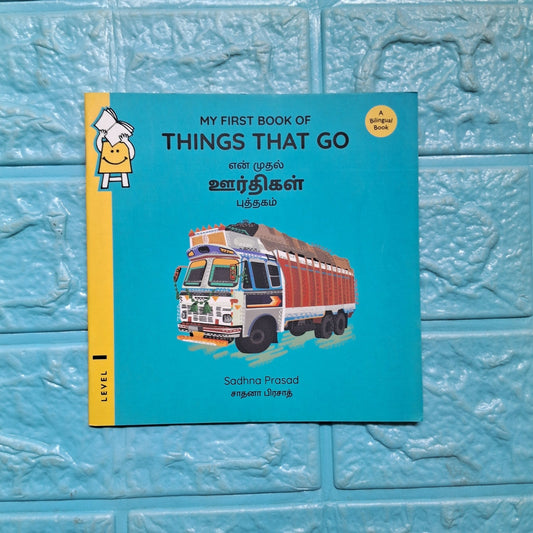 MY FIRST BOOK OF
THINGS THAT GO
என் முதல்
ஊர்திகள்
புத்தகம்
A
Bilingual
Book
Sadhna Prasad
சாதனா பிரசாத்
LEVEL 1